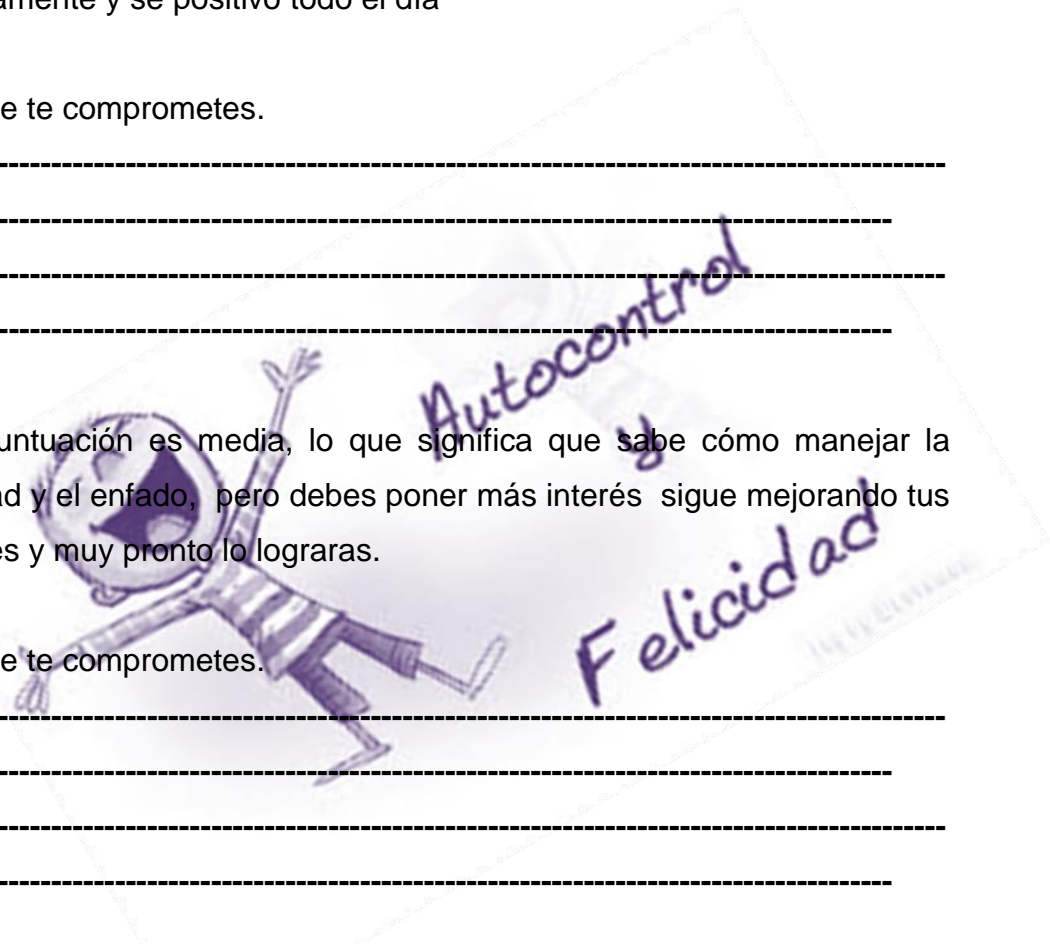 amente y se positivo todo el día
e te comprometes.
----------------------------------------------------------------------------------------
-----------------------------------------------------------------------------------
----------------------------------------------------------------------------------------
-----------------------------------------------------------------------------------
Autocontrol
y
Felicidad
untuación es media, lo que significa que sabe cómo manejar la
ad y el enfado, pero debes poner más interés sigue mejorando tus
es y muy pronto lo lograras.
e te comprometes.
----------------------------------------------------------------------------------------
-----------------------------------------------------------------------------------
----------------------------------------------------------------------------------------
-----------------------------------------------------------------------------------